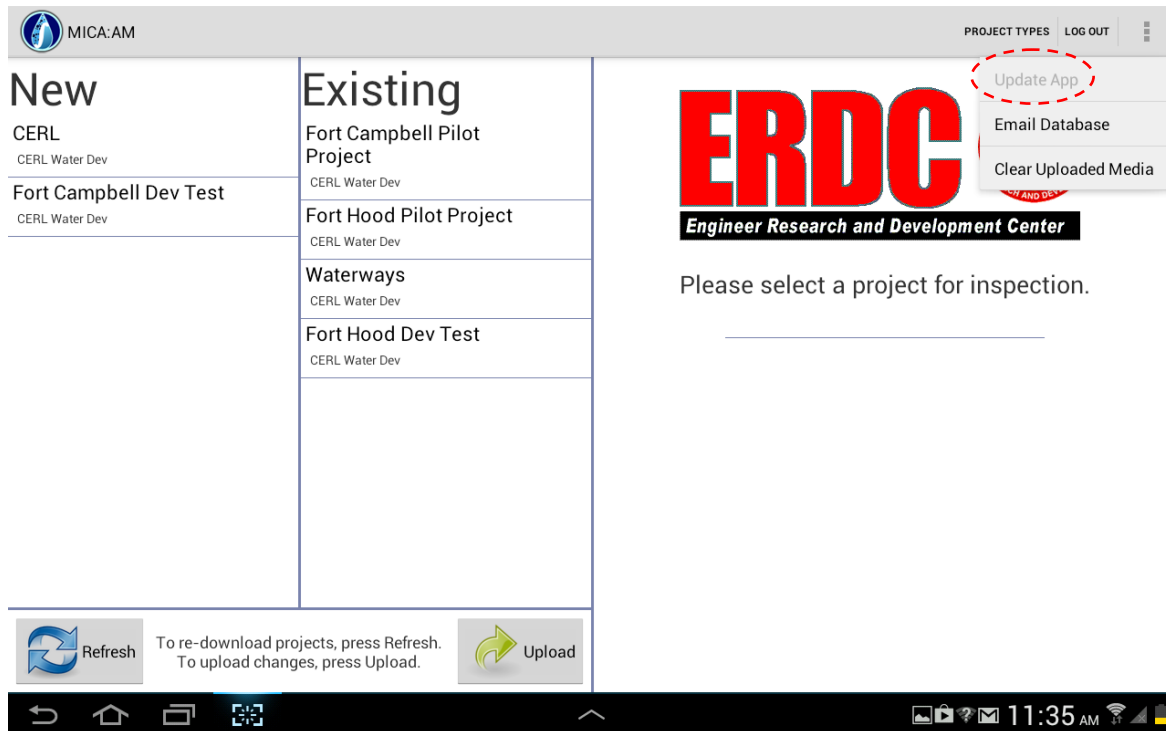 MICA:AM
PROJECT TYPES
LOG OUT
Update App
Email Database
Clear Uploaded Media
New
CERL
CERL Water Dev
Fort Campbell Dev Test
CERL Water Dev
Existing
Fort Campbell Pilot
Project
CERL Water Dev
Fort Hood Pilot Project
CERL Water Dev
Waterways
CERL Water Dev
Fort Hood Dev Test
CERL Water Dev
ERDC
Engineer Research and Development Center
Please select a project for inspection.
Refresh
To re-download projects, press Refresh.
To upload changes, press Upload.
Upload
11:35 AM